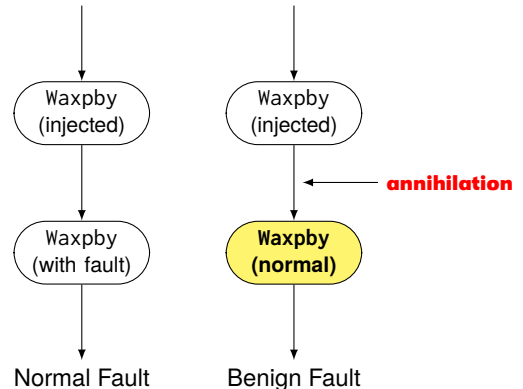 Waxpby
(injected)
Waxpby
(with fault)
Normal Fault
Waxpby
(injected)
annihilation
Waxpby
(normal)
Benign Fault